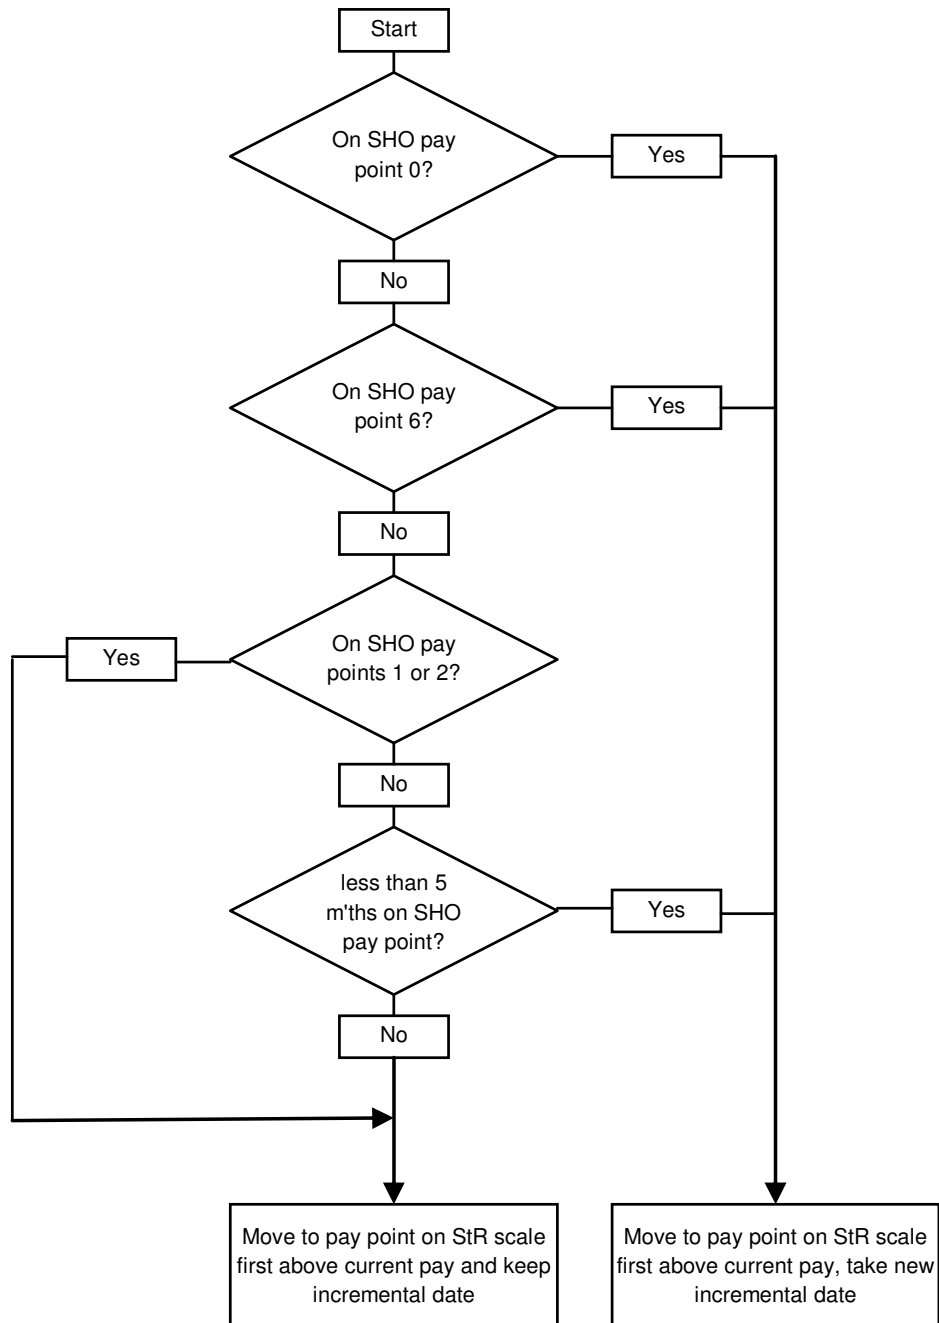 Start
On SHO pay
point 0?
Yes
No
On SHO pay
point 6?
Yes
No
On SHO pay
points 1 or 2?
Yes
No
less than 5
m'ths on SHO
pay point?
Yes
No
Move to pay point on StR scale
first above current pay and keep
incremental date
Move to pay point on StR scale
first above current pay, take new
incremental date